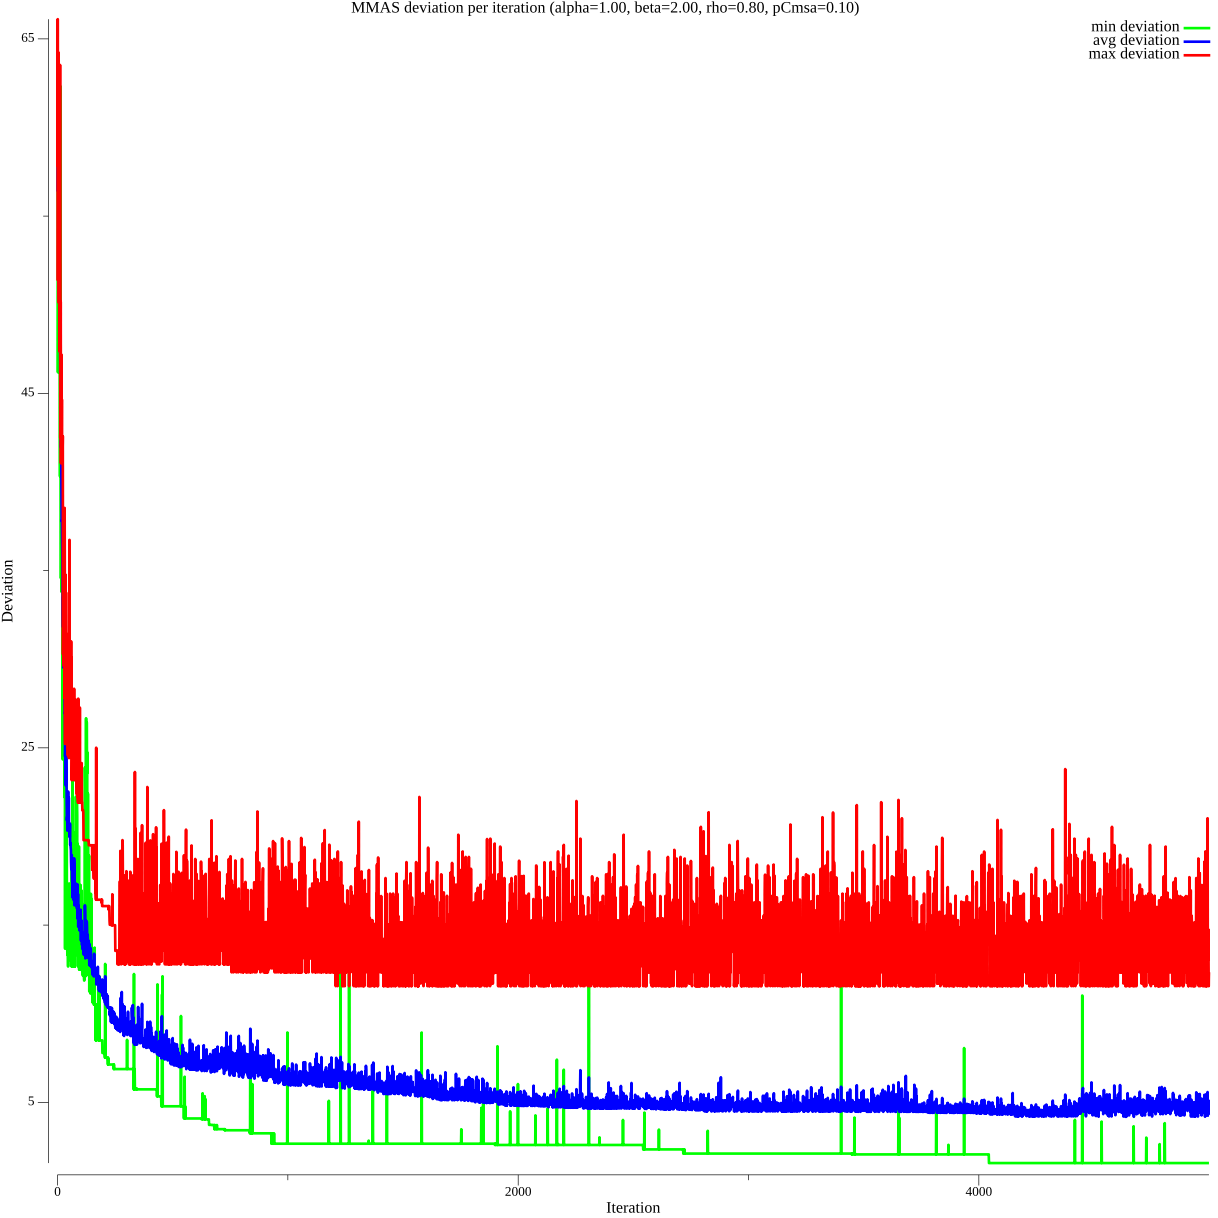 MMAS deviation per iteration (alpha=1.00, beta=2.00, rho=0.80, pCmsa=0.10)
min deviation
avg deviation
max deviation
65
45
25
5
Deviation
0
2000
4000
Iteration